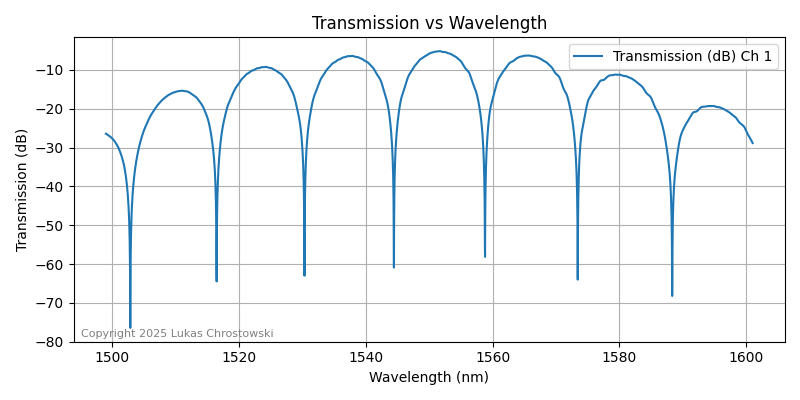 Transmission vs Wavelength
Transmission (dB) Ch 1
Transmission (dB)
−10
−20
−30
−40
−50
−60
−70
−80
Copyright 2025 Lukas Chrostowski
1500
1520
1540
1560
1580
1600
Wavelength (nm)